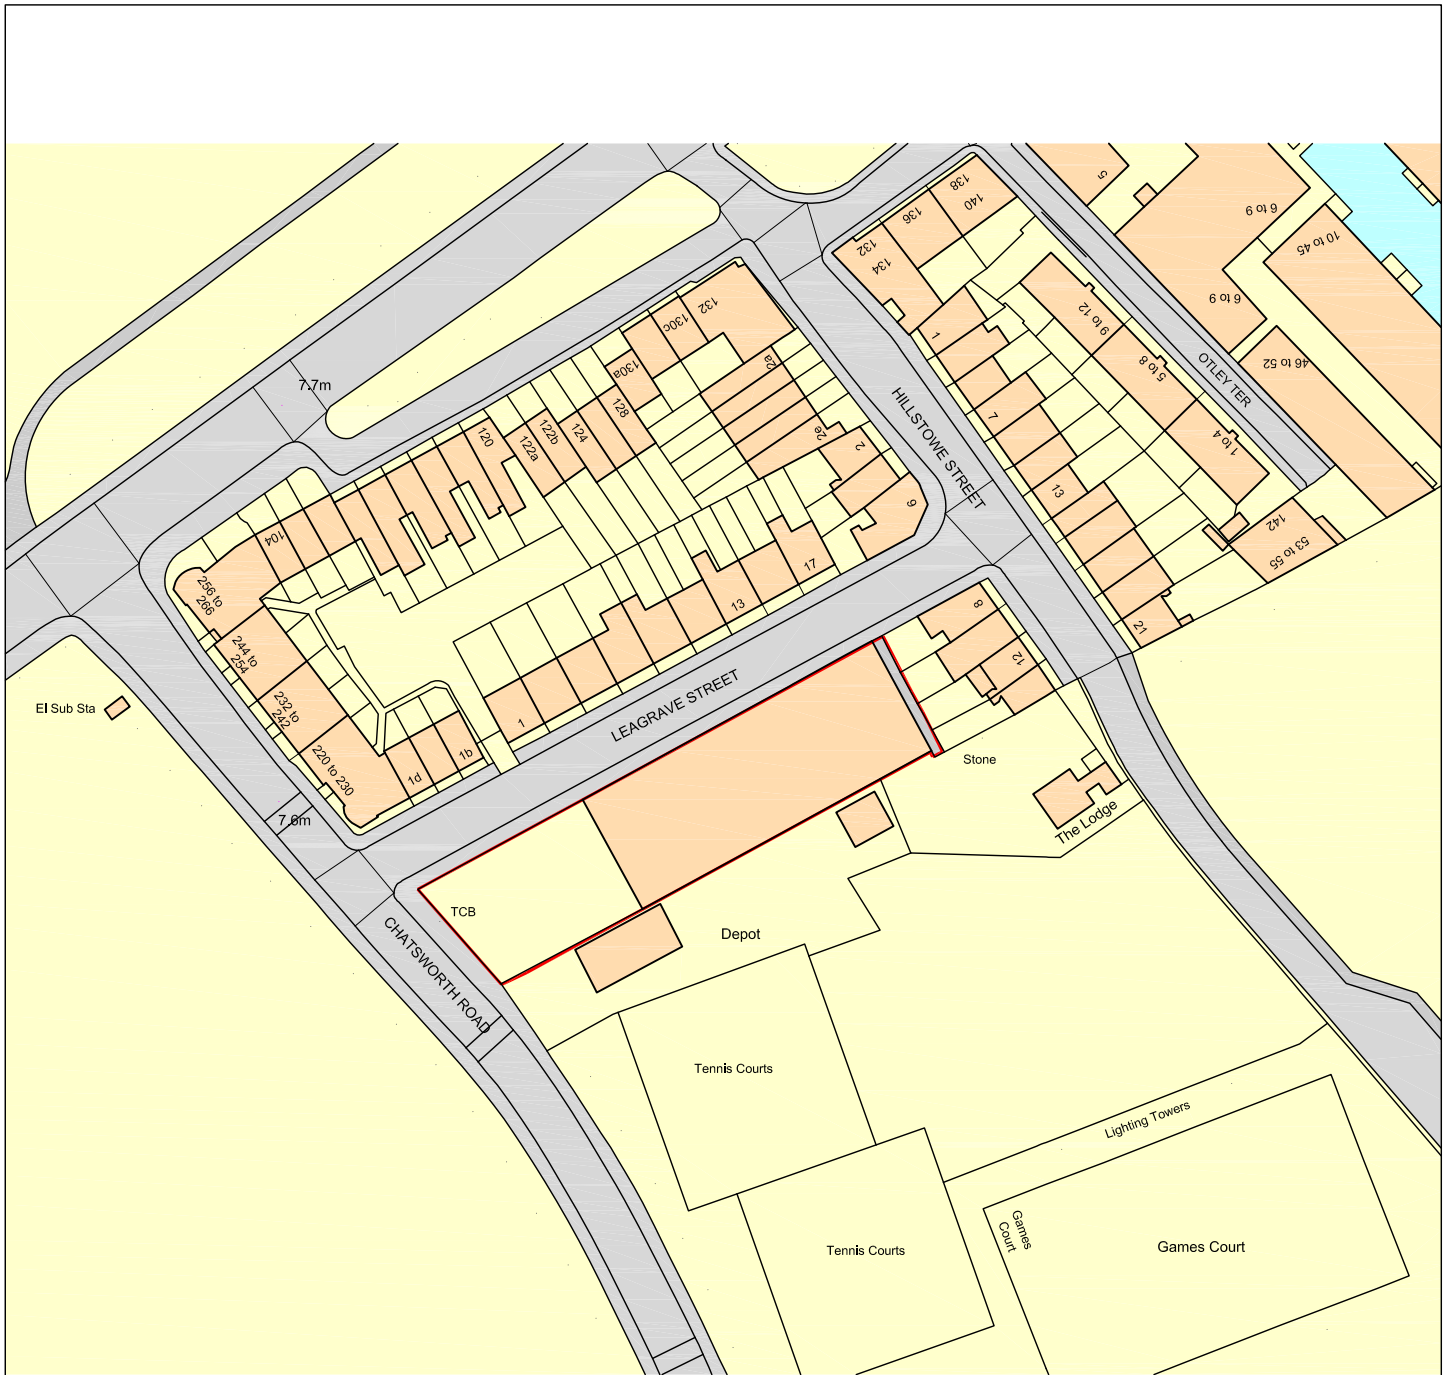 5
138
140
136
132
134
6 to 9
10 to 45
6 to 9
132
130c
9 to 12
1
46 to 52
OTLEY TER
5 to 8
2a
130a
7.7m
128
HILLSTOWE STREET
7
124
122b
122a
120
2e
2
1 to 4
13
9
142
53 to 55
104
17
256 to
266
13
8
21
244 to
254
12
232 to
242
El Sub Sta
LEAGRAVE STREET
1
1b
1d
220 to 230
Stone
7.6m
The Lodge
TCB
Depot
CHATSWORTH ROAD
Tennis Courts
Lighting Towers
Games
Court
Games Court
Tennis Courts